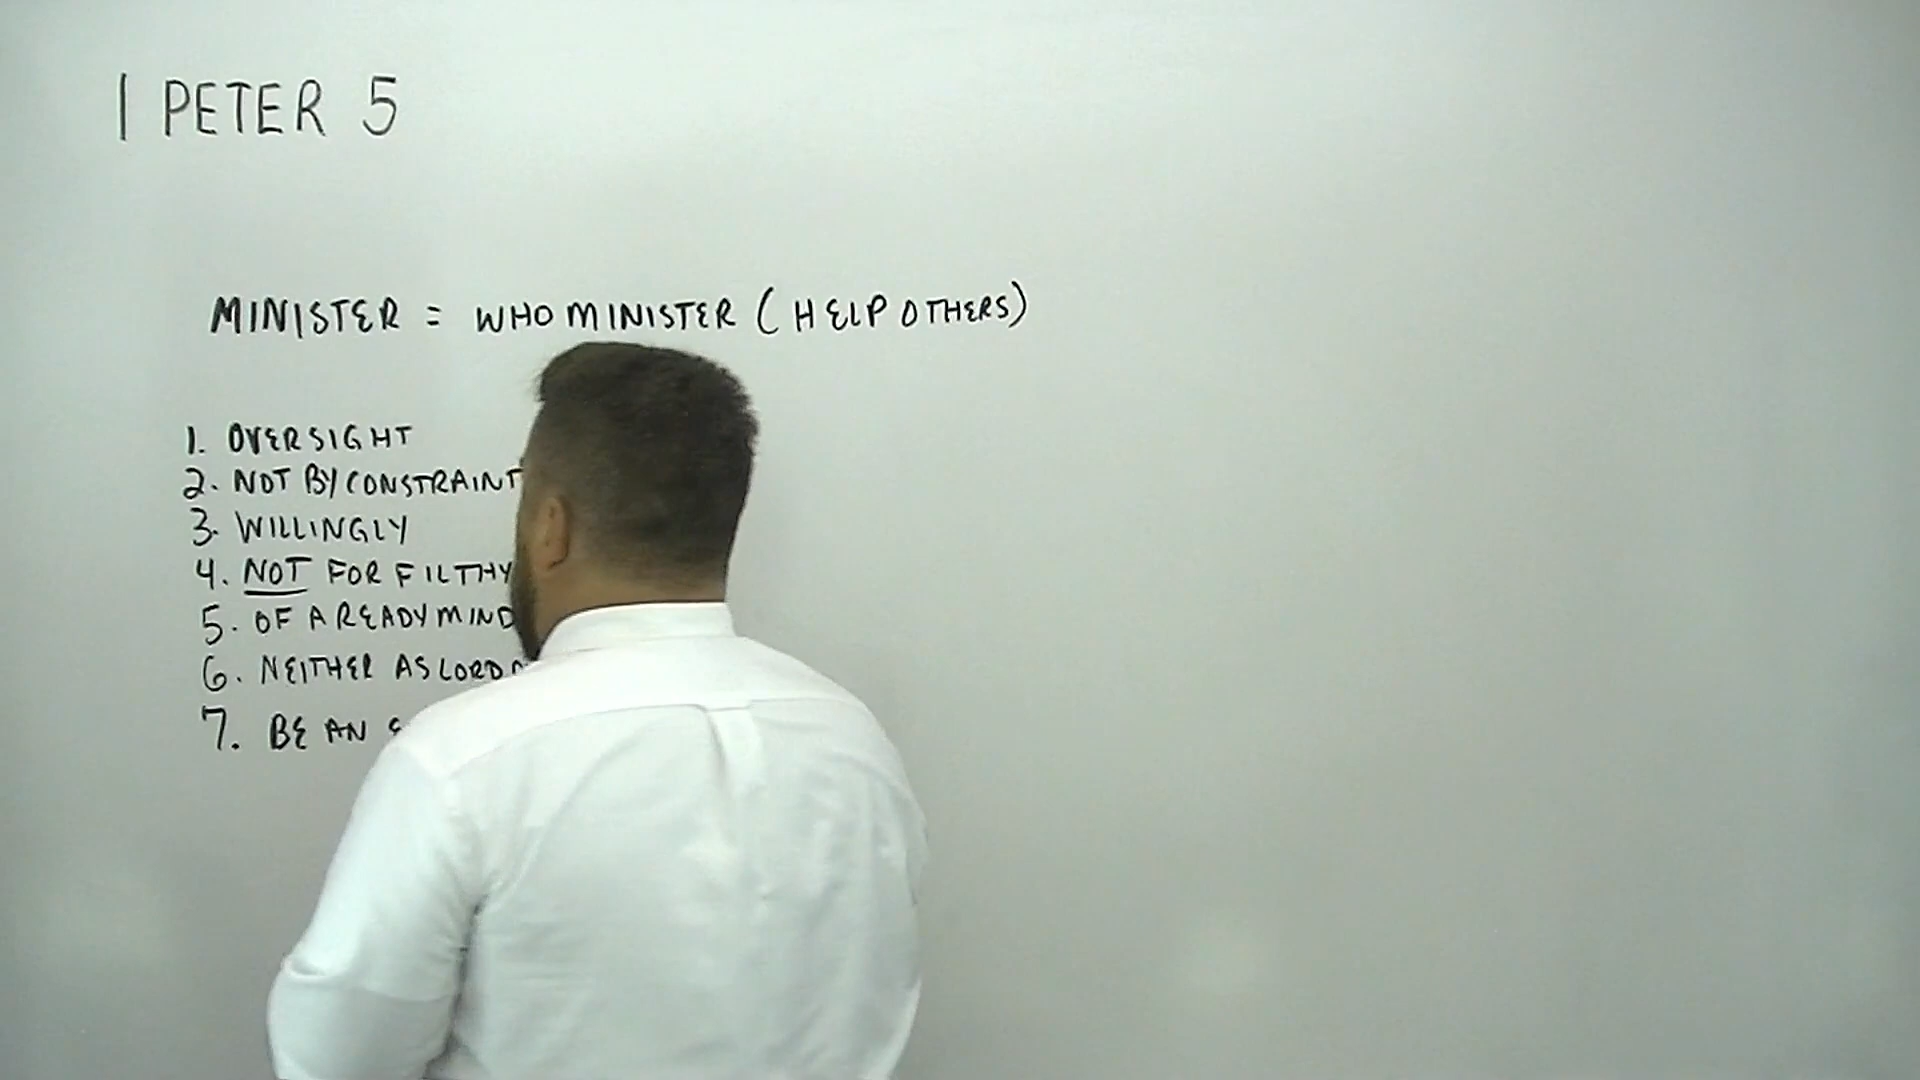 1 PETER 5
MINISTER = WHO MINISTER (HELP OTHERS)
1. OVERSIGHT
2. NOT BY CONSTRAINT
3. WILLINGLY
4. NOT FOR FILTHY
5. OF A READY MIND
6. NEITHER AS LORD
7. BE AN